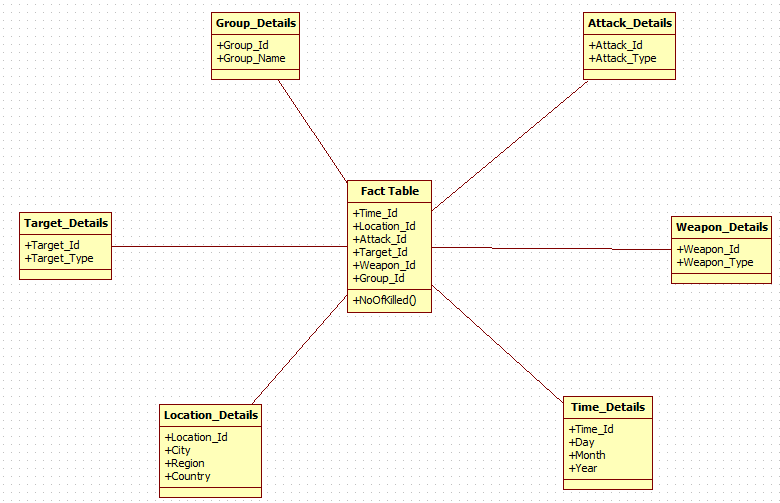 Group_Details
+Group_Id
+Group_Name
Attack_Details
+Attack_Id
+Attack_Type
Fact Table
+Time_Id
+Location_Id
+Attack_Id
+Target_Id
+Weapon_Id
+Group_Id
+NoOfKilled()
Target_Details
+Target_Id
+Target_Type
Weapon_Details
+Weapon_Id
+Weapon_Type
Location_Details
+Location_Id
+City
+Region
+Country
Time_Details
+Time_Id
+Day
+Month
+Year